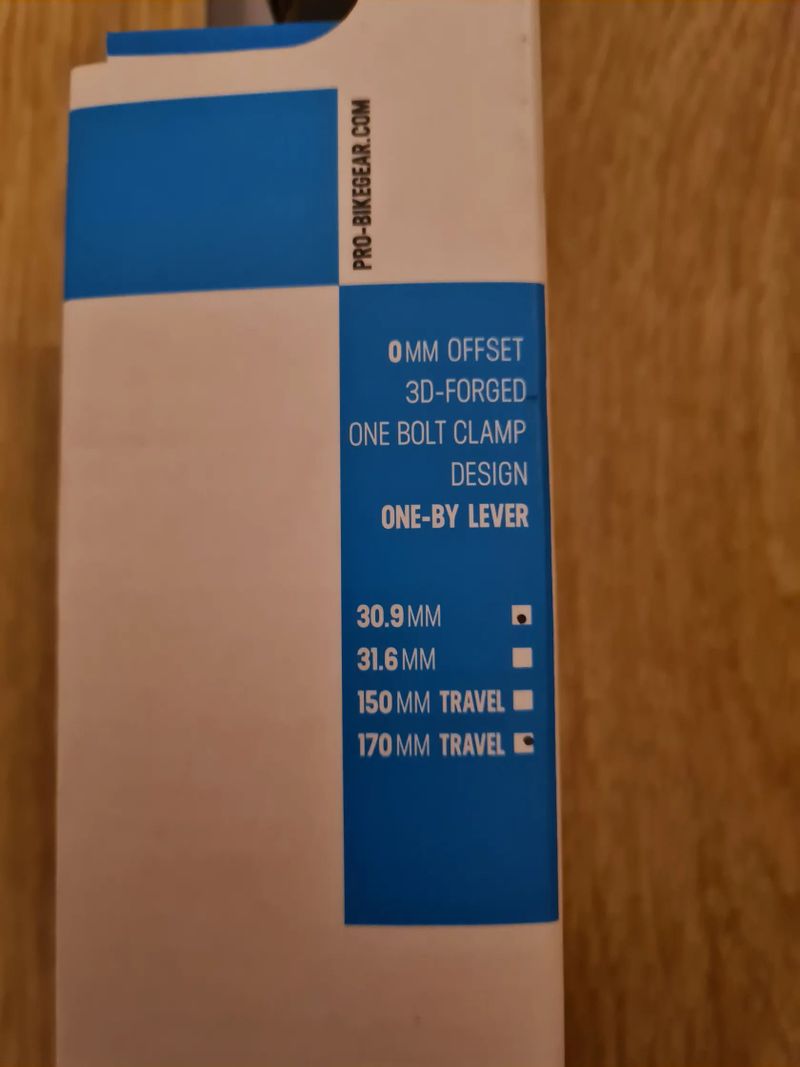 PRO-BIKEGEAR.COM
0MM OFFSET
3D-FORGED
ONE BOLT CLAMP
DESIGN
ONE-BY LEVER
30.9MM
31.6MM
150MM TRAVEL
170MM TRAVEL